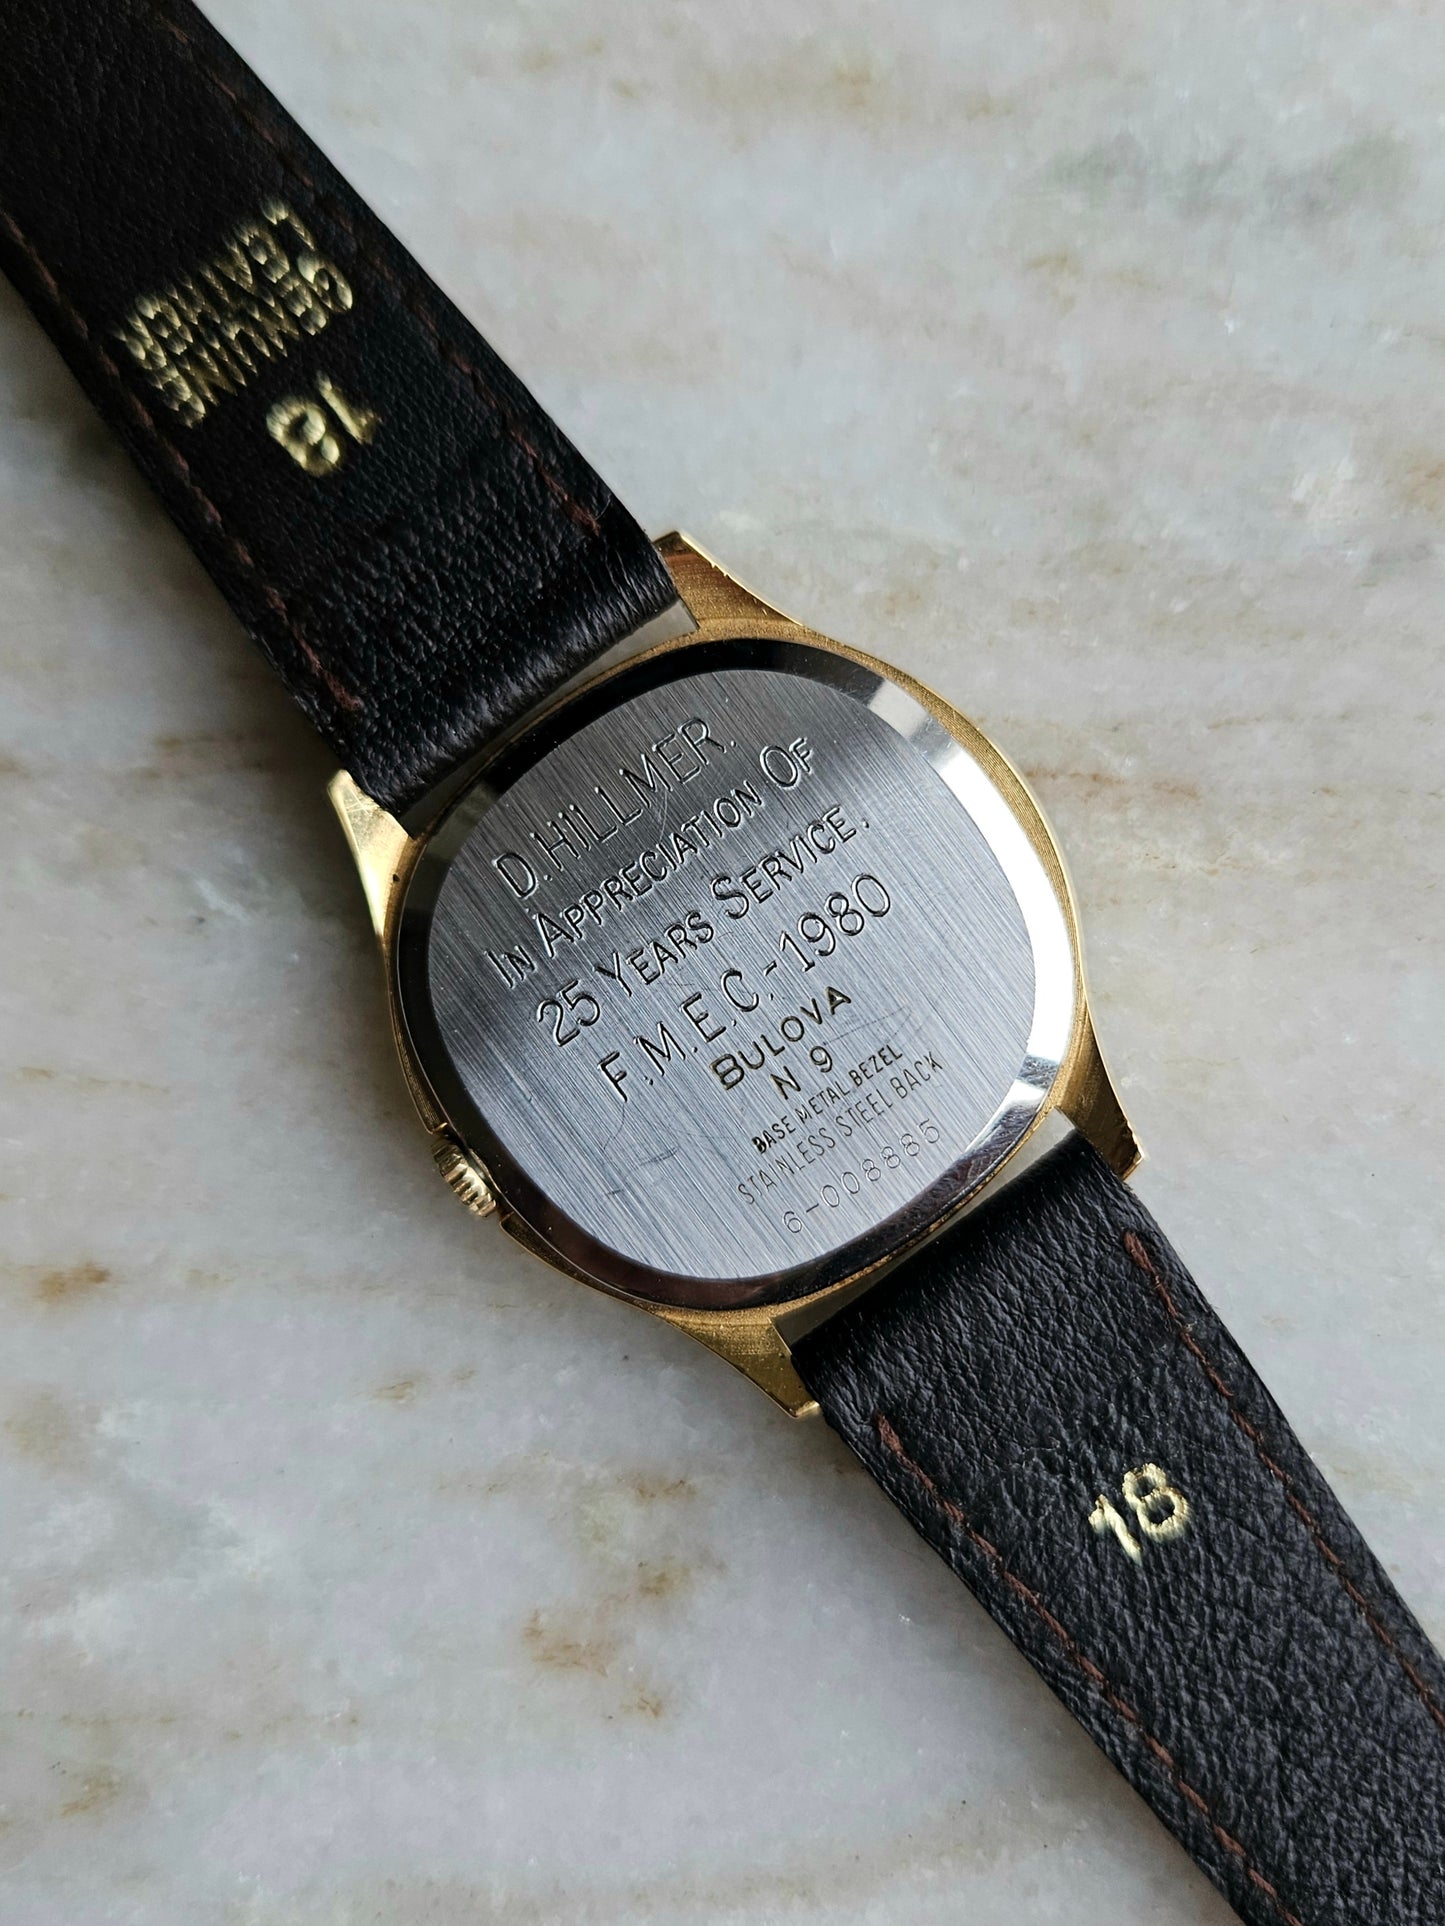 GENUINE
LEATHER
18
D. HILLMER.
IN APPRECIATION OF
25 YEARS SERVICE.
F.M.E.C.-1980
BULOVA
N 9
BASE METAL BEZEL
STAINLESS STEEL BACK
6-008885
18